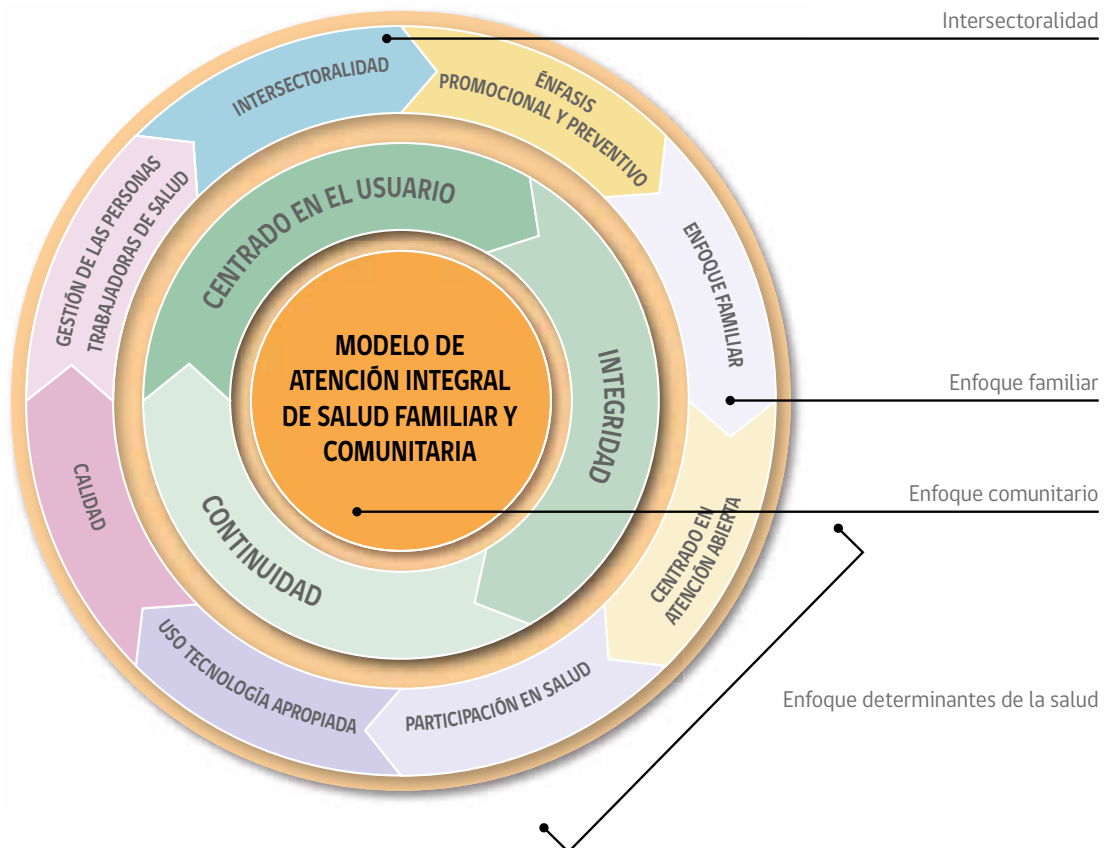 Intersectoralidad
INTERSECTORALIDAD
ÉNFASIS
PROMOCIONAL Y PREVENTIVO
GESTIÓN DE LAS PERSONAS
TRABAJADORAS DE SALUD
CENTRADO EN EL USUARIO
ENFOQUE FAMILIAR
MODELO DE
ATENCIÓN INTEGRAL
DE SALUD FAMILIAR Y
COMUNITARIA
INTEGRIDAD
Enfoque familiar
CALIDAD
CONTINUIDAD
Enfoque comunitario
CENTRADO EN
ATENCIÓN ABIERTA
USO TECNOLOGÍA APROPIADA
PARTICIPACIÓN EN SALUD
Enfoque determinantes de la salud